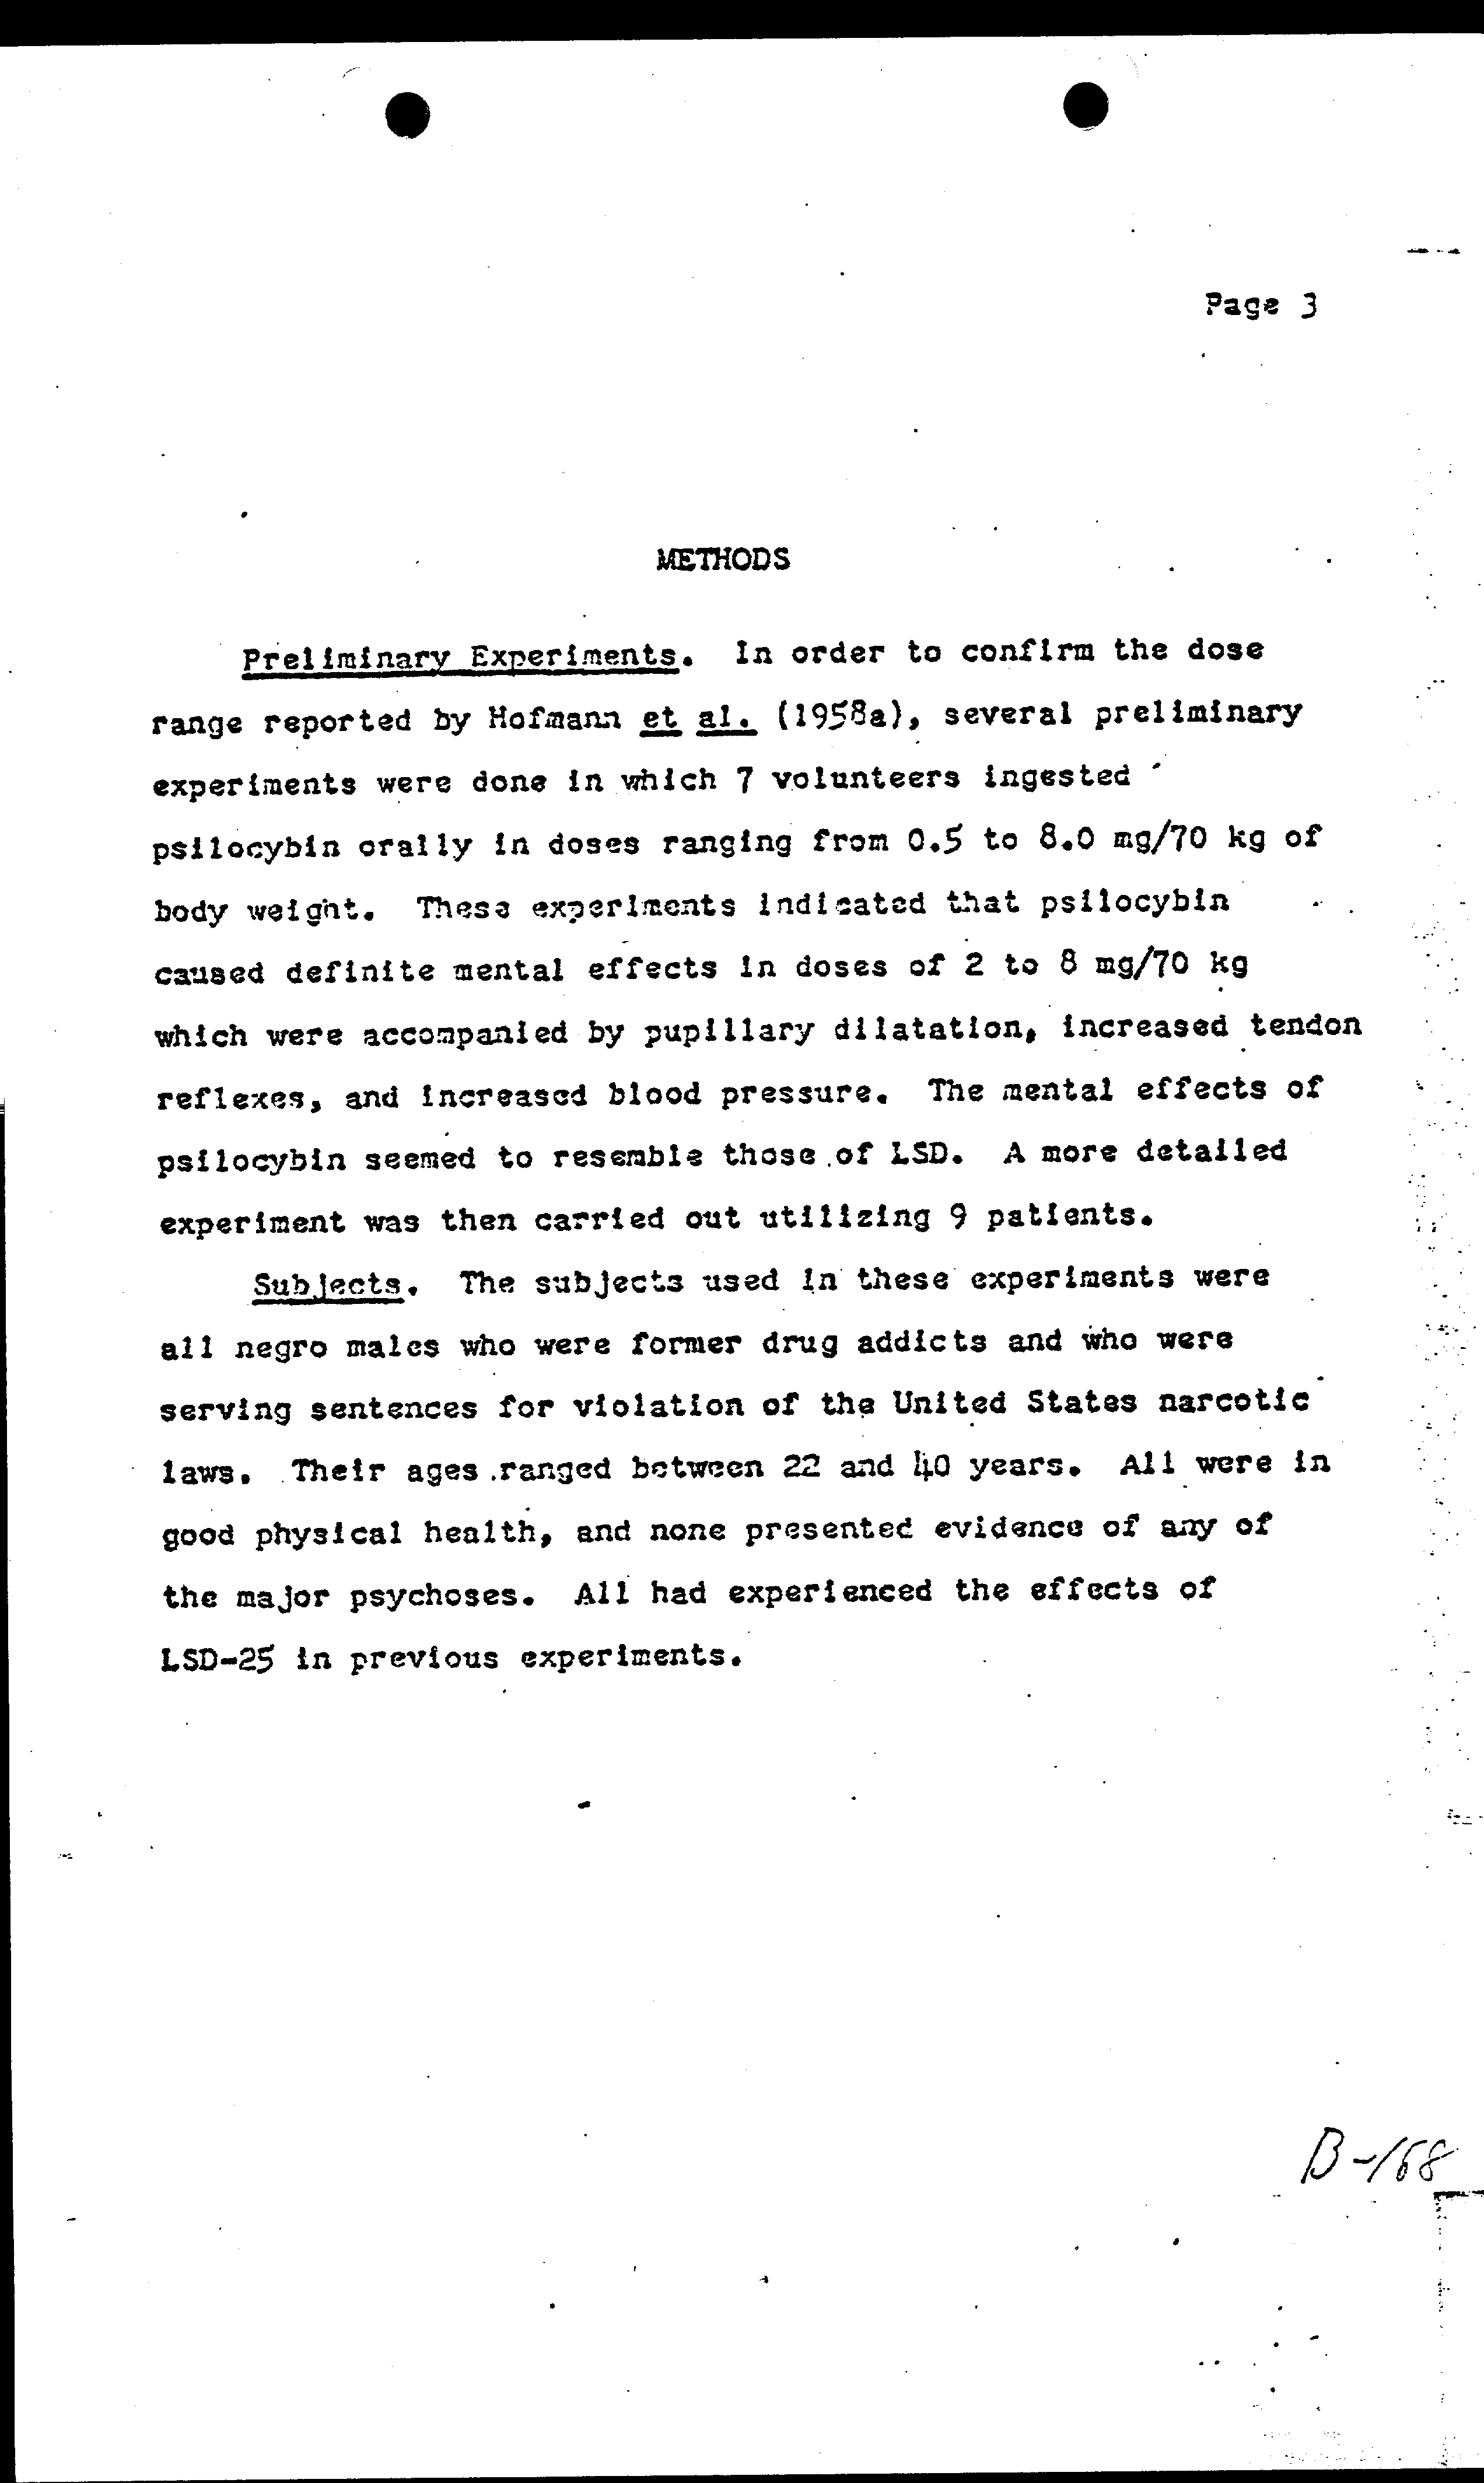 Page 3
METHODS
Preliminary Experiments. In order to confirm the dose
range reported by Hofmann et al. (1958a), several preliminary
experiments were done in which 7 volunteers ingested
psilocybin orally in doses ranging from 0.5 to 8.0 mg/70 kg of
body weight. These experiments indicated that psilocybin
caused definite mental effects in doses of 2 to 8 mg/70 kg
which were accompanied by pupillary dilatation, increased tendon
reflexes, and increased blood pressure. The mental effects of
psilocybin seemed to resemble those of LSD. A more detailed
experiment was then carried out utilizing 9 patients.
Subjects. The subjects used in these experiments were
all negro males who were former drug addicts and who were
serving sentences for violation of the United States narcotic
laws. Their ages ranged between 22 and 40 years. All were in
good physical health, and none presented evidence of any of
the major psychoses. All had experienced the effects of
LSD-25 in previous experiments.
B-168